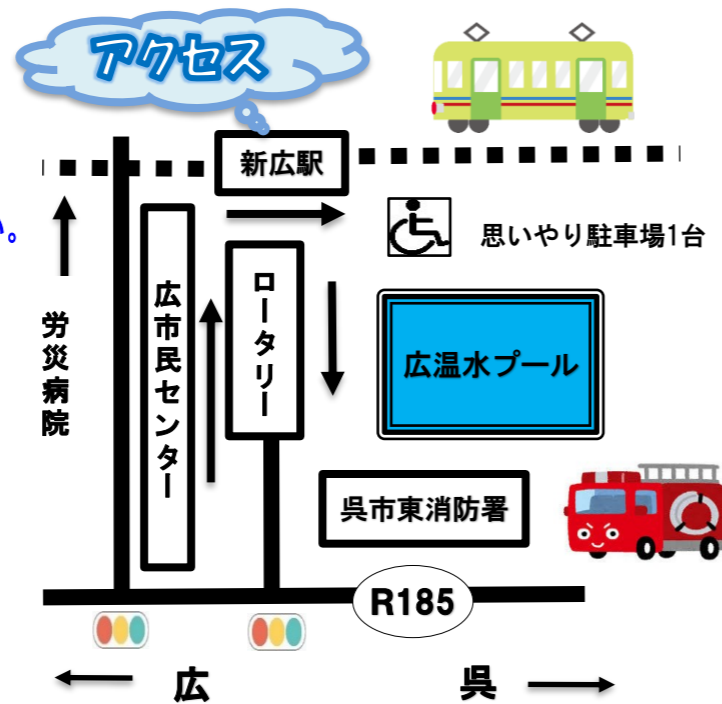 アクセス
新広駅
い。
思いやり駐車場1台
労災病院
広市民センター
ロータリー
広温水プール
呉市東消防署
R185
広
呉